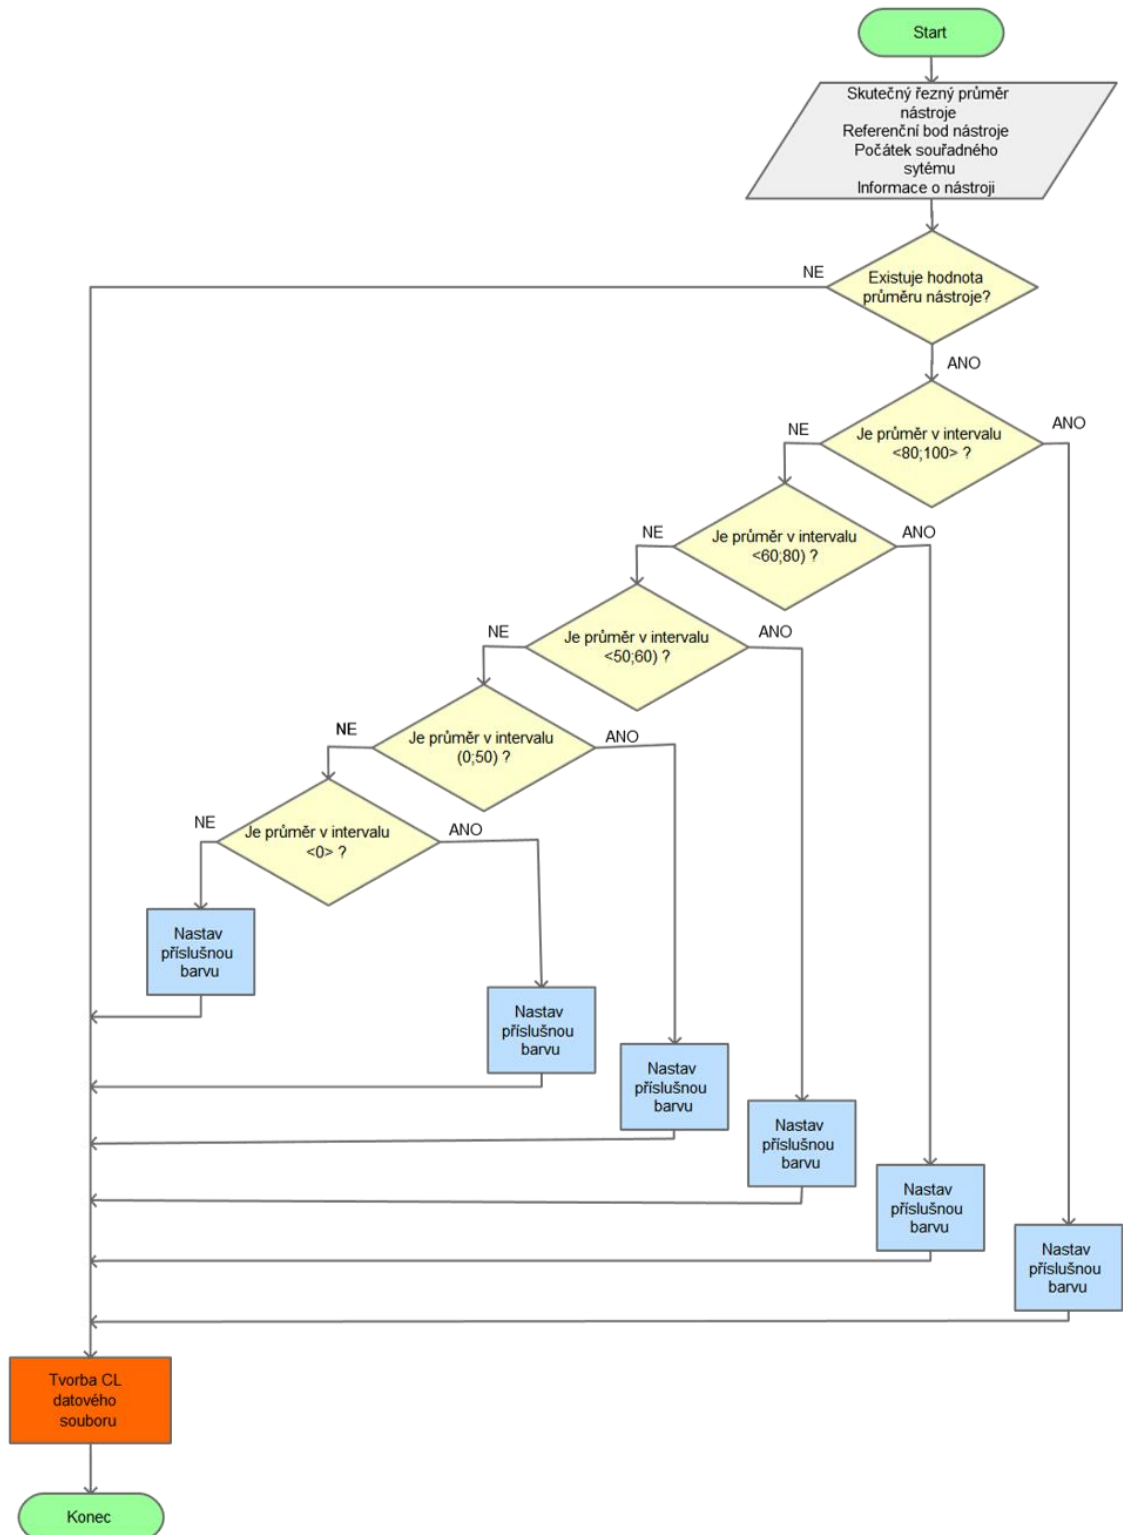 Start
Skutečný řezný průměr
nástroje
Referenční bod nástroje
Počátek souřadného
sytému
Informace o nástroji
NE
Existuje hodnota
průměru nástroje?
ANO
NE
Je průměr v intervalu
<80;100> ?
ANO
NE
Je průměr v intervalu
<60;80) ?
ANO
NE
Je průměr v intervalu
<50;60) ?
ANO
NE
Je průměr v intervalu
(0;50) ?
ANO
NE
Je průměr v intervalu
<0> ?
ANO
Nastav
příslušnou
barvu
Nastav
příslušnou
barvu
Nastav
příslušnou
barvu
Nastav
příslušnou
barvu
Nastav
příslušnou
barvu
Nastav
příslušnou
barvu
Tvorba CL
datového
souboru
Konec